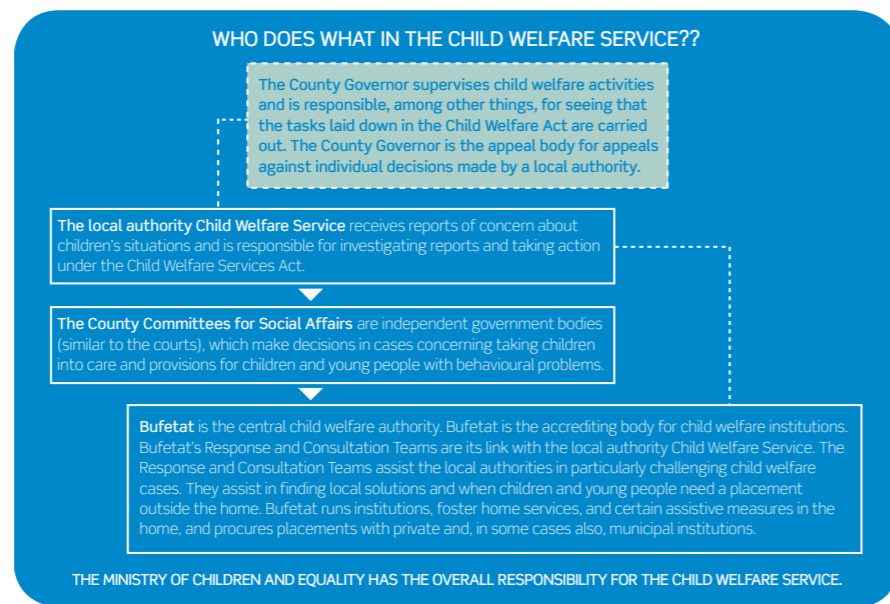 WHO DOES WHAT IN THE CHILD WELFARE SERVICE??
The County Governor supervises child welfare activities
and is responsible, among other things, for seeing that
the tasks laid down in the Child Welfare Act are carried
out. The County Governor is the appeal body for appeals
against individual decisions made by a local authority.
The local authority Child Welfare Service receives reports of concern about
children's situations and is responsible for investigating reports and taking action
under the Child Welfare Services Act.
The County Committees for Social Affairs are independent government bodies
(similar to the courts), which make decisions in cases concerning taking children
into care and provisions for children and young people with behavioural problems.
Bufetat is the central child welfare authority. Bufetat is the accrediting body for child welfare institutions.
Bufetat's Response and Consultation Teams are its link with the local authority Child Welfare Service. The
Response and Consultation Teams assist the local authorities in particularly challenging child welfare
cases. They assist in finding local solutions and when children and young people need a placement
outside the home. Bufetat runs institutions, foster home services, and certain assistive measures in the
home, and procures placements with private and, in some cases also, municipal institutions.
THE MINISTRY OF CHILDREN AND EQUALITY HAS THE OVERALL RESPONSIBILITY FOR THE CHILD WELFARE SERVICE.